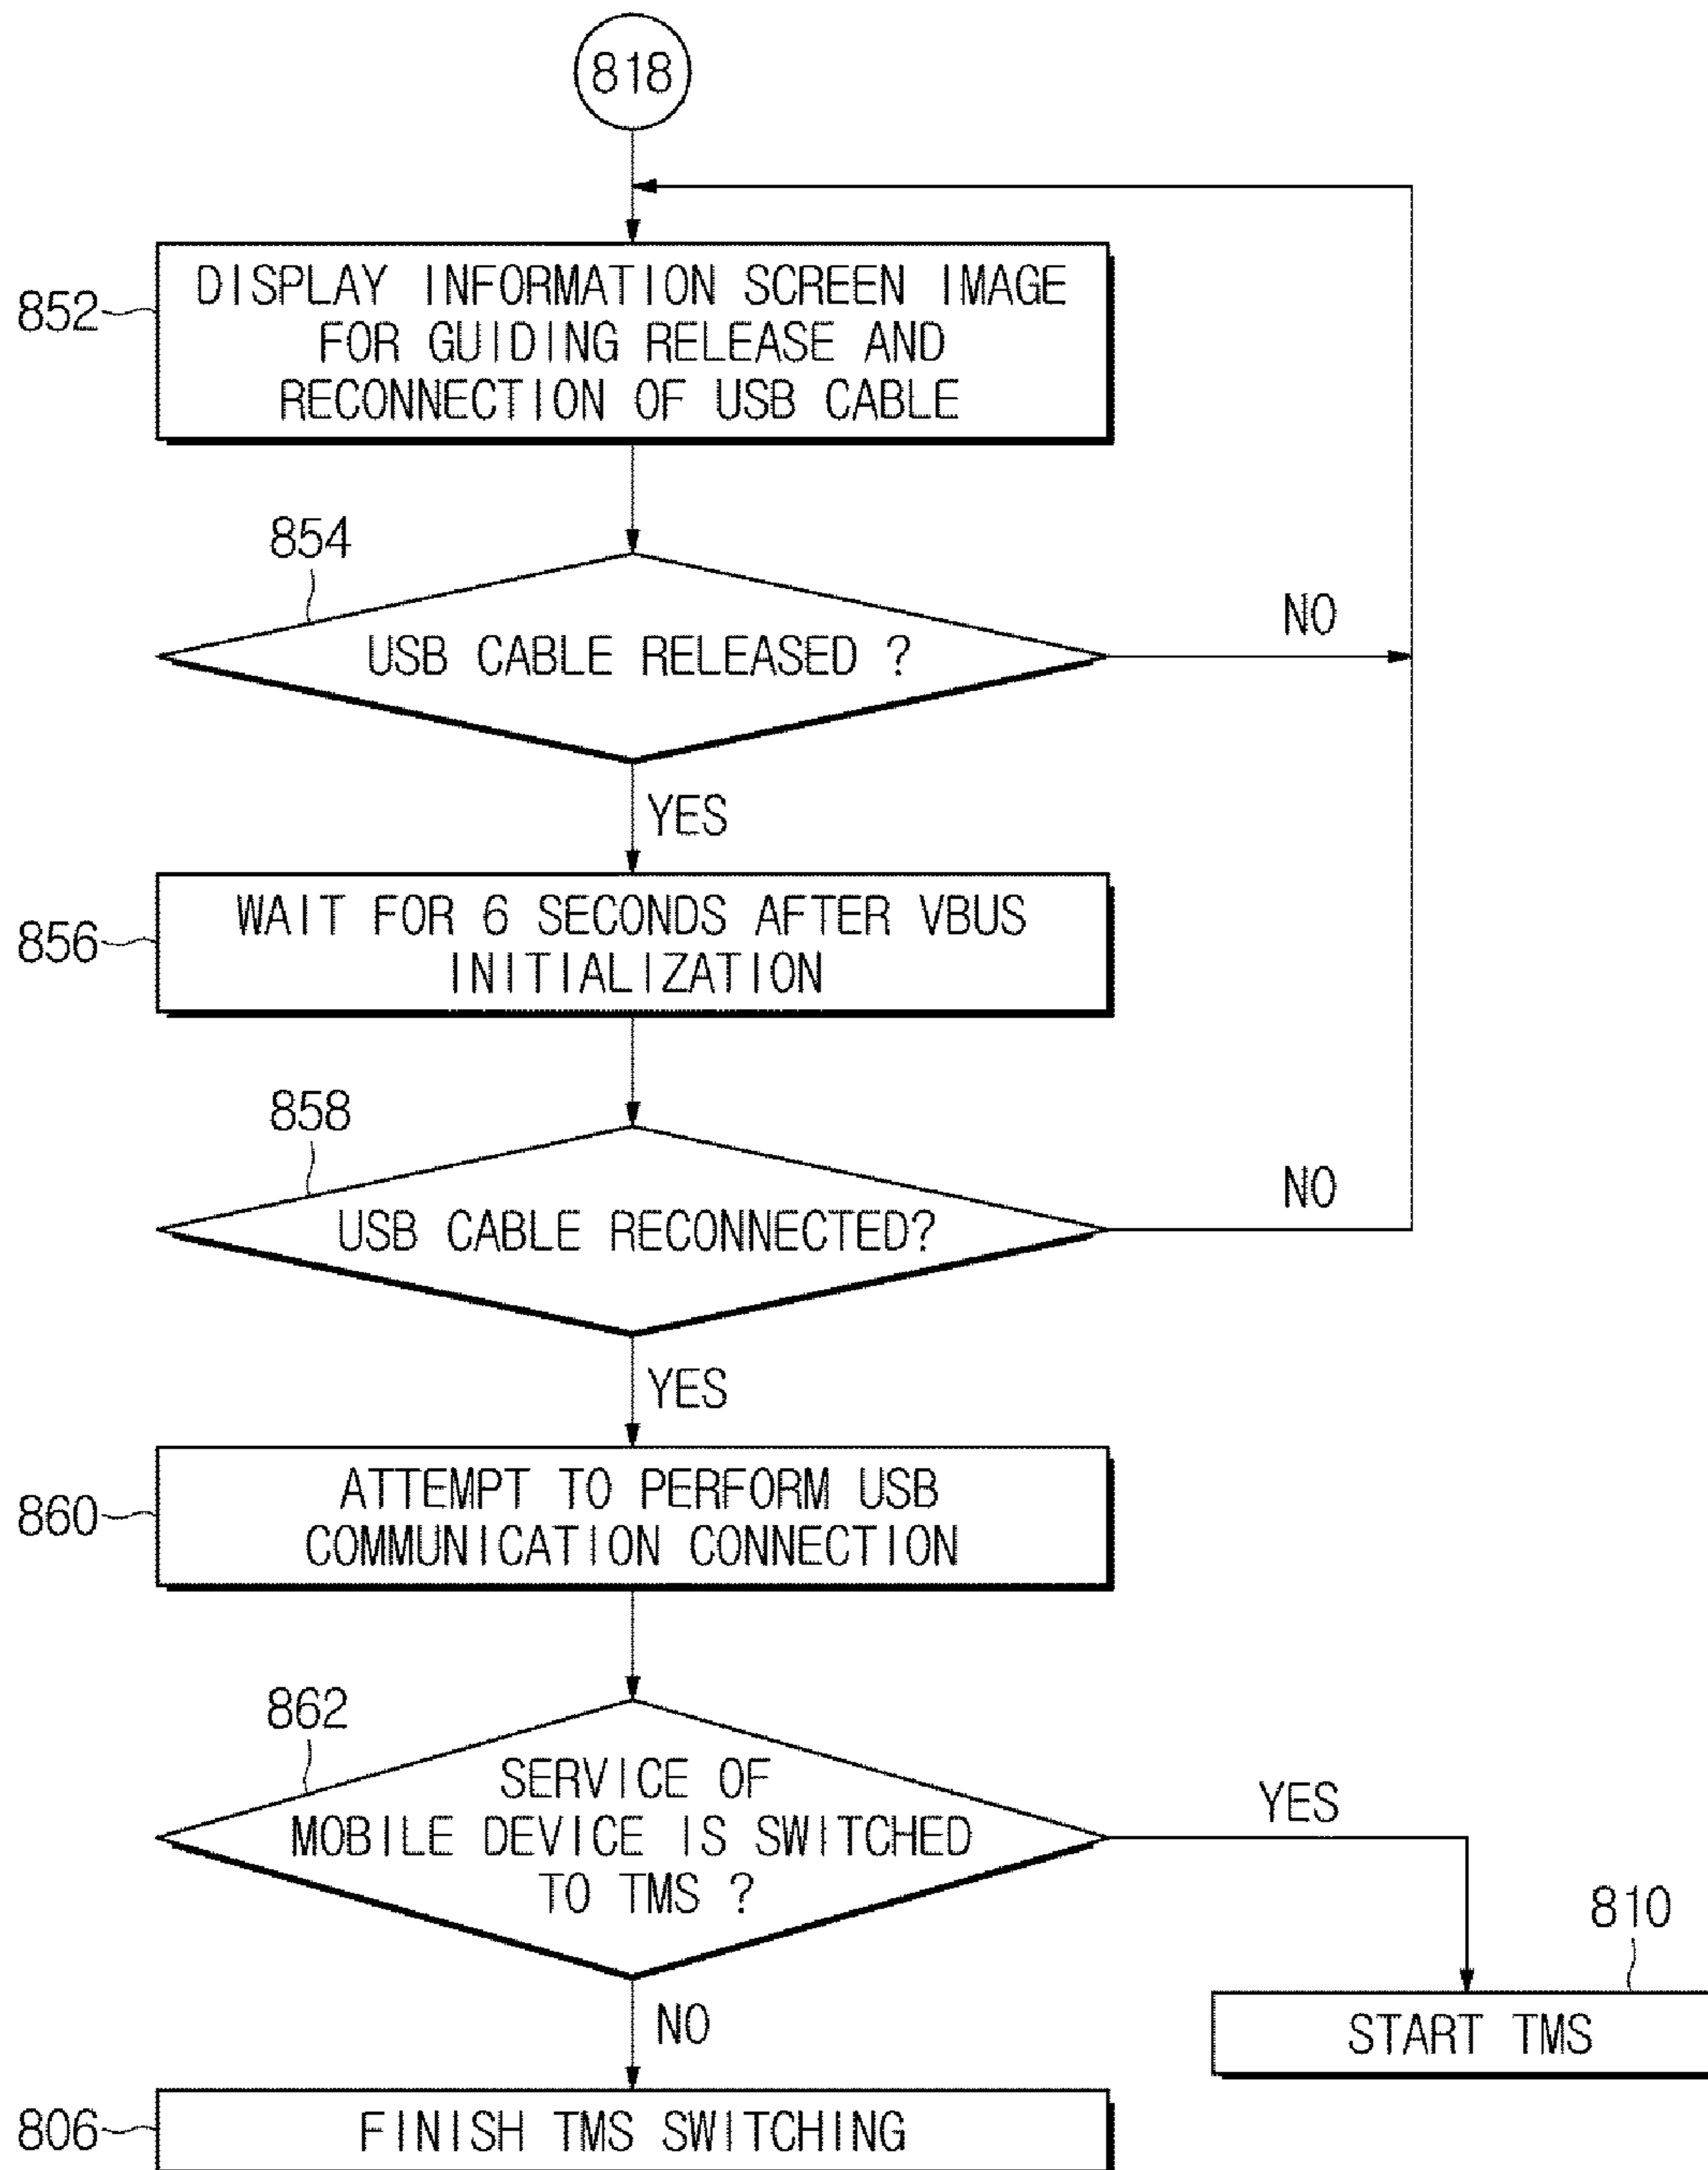 818
852
DISPLAY INFORMATION SCREEN IMAGE
FOR GUIDING RELEASE AND
RECONNECTION OF USB CABLE
854
USB CABLE RELEASED ?
NO
YES
856
WAIT FOR 6 SECONDS AFTER VBUS
INITIALIZATION
858
USB CABLE RECONNECTED?
NO
YES
860
ATTEMPT TO PERFORM USB
COMMUNICATION CONNECTION
862
SERVICE OF
MOBILE DEVICE IS SWITCHED
TO TMS ?
YES
810
START TMS
NO
806
FINISH TMS SWITCHING